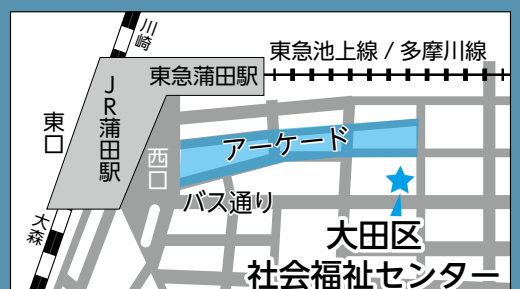 川崎
東急池上線 / 多摩川線
東急蒲田駅
JR蒲田駅
東口
西口
アーケード
バス通り
大森
大田区
社会福祉センター